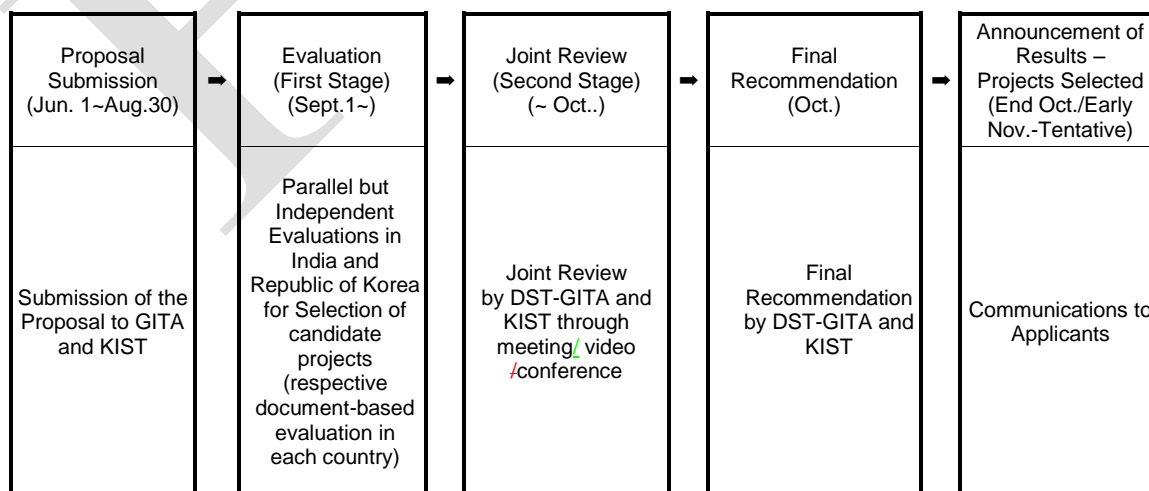 Proposal
Submission
(Jun. 1~Aug.30)
➡
Evaluation
(First Stage)
(Sept.1~)
➡
Joint Review
(Second Stage)
(~ Oct..)
➡
Final
Recommendation
(Oct.)
➡
Announcement of
Results –
Projects Selected
(End Oct./Early
Nov.-Tentative)
Submission of the
Proposal to GITA
and KIST
Parallel but
Independent
Evaluations in
India and
Republic of Korea
for Selection of
candidate
projects
(respective
document-based
evaluation in
each country)
Joint Review
by DST-GITA and
KIST through
meeting/ video
/conference
Final
Recommendation
by DST-GITA and
KIST
Communications to
Applicants